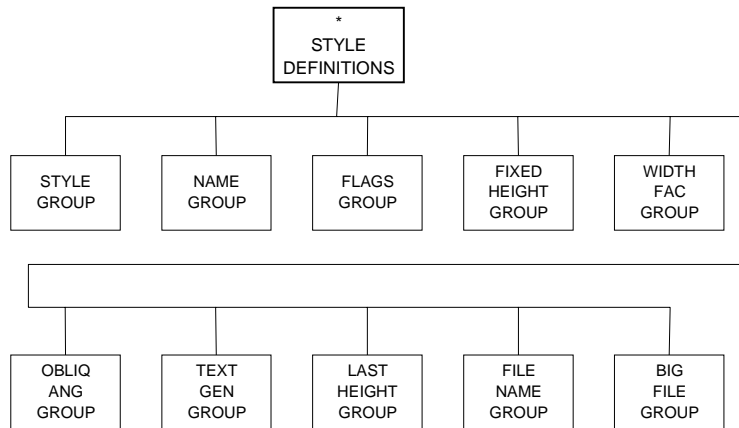 *
STYLE
DEFINITIONS
STYLE
GROUP
NAME
GROUP
FLAGS
GROUP
FIXED
HEIGHT
GROUP
WIDTH
FAC
GROUP
OBLIQ
ANG
GROUP
TEXT
GEN
GROUP
LAST
HEIGHT
GROUP
FILE
NAME
GROUP
BIG
FILE
GROUP